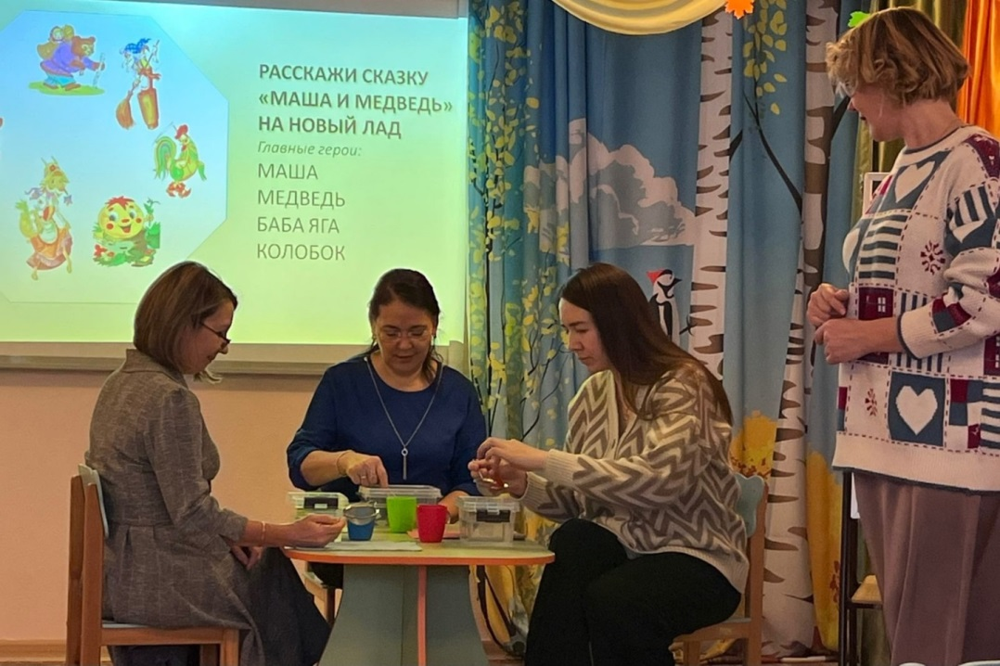 РАССКАЖИ СКАЗКУ
«МАША И МЕДВЕДЬ»
НА НОВЫЙ ЛАД
Главные герои:
МАША
МЕДВЕДЬ
БАБА ЯГА
КОЛОБОК